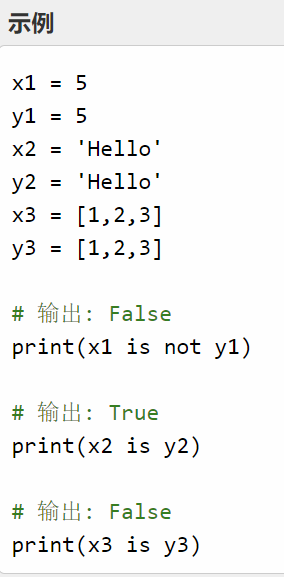 示例
x1 = 5
y1 = 5
x2 = 'Hello'
y2 = 'Hello'
x3 = [1,2,3]
y3 = [1,2,3]
# 输出: False
print(x1 is not y1)
# 输出: True
print(x2 is y2)
# 输出: False
print(x3 is y3)